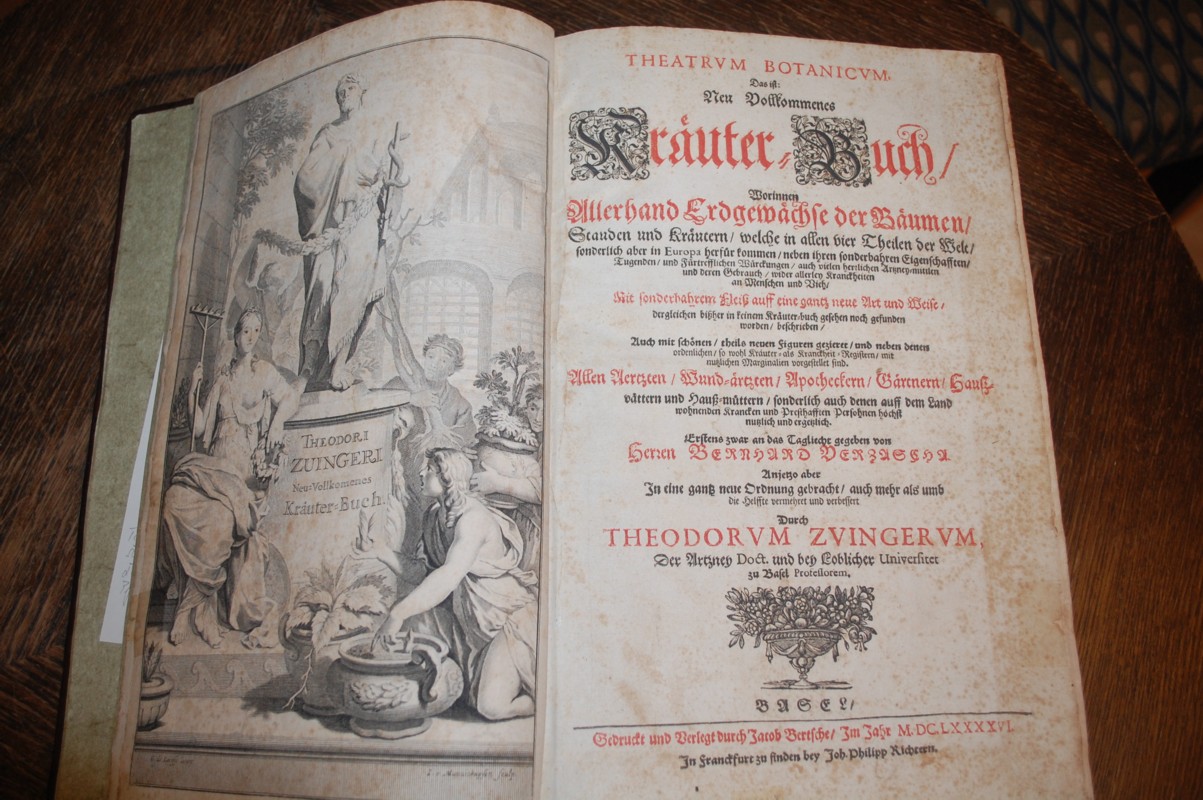 THEODORI
ZUINGERI
Neu-Vollkomenes
Kräuter-Buch.
THEATRVM BOTANICVM,
Das ist:
Neu Vollkommenes
Kräuter-Buch/
Worinnen
Allerhand Erdgewächse der Bäumen/
Stauden und Kräutern/ welche in allen vier Theilen der Welt/
sonderlich aber in Europa herfür kommen/ neben ihren sonderbahren Eigenschafften/
Tugenden/ und Fürtrefflichen Würckungen/ auch vielen herrlichen Artzney-mittlen
und deren Gebrauch/ wider allerley Kranckheiten
an Menschen und Vieh/
Mit sonderbahrem Fleiß auff eine gantz neue Art und Weise/
dergleichen bißher in keinem Kräuter-buch gesehen noch gefunden
worden/ beschrieben/
Auch mit schönen/ theils neuen Figuren gezieret/ und neben denen
ordenlichen/ so wohl Kräuter- als Kranckheit-Registern/ mit
nutzlichen Marginalien vorgestellet sind.
Allen Aertzten/ Wund-ärtzten/ Apotheckern/ Gärtnern/ Hauß-
vättern und Hauß-müttern/ sonderlich auch denen auff dem Land
wohnenden Krancken und Presthafften Persohnen höchst
nutzlich und ergetzlich.
Erstens zwar an das Tagliecht gegeben von
Herren BERNHARD VERZASCHA.
Anjetzo aber
In eine gantz neue Ordnung gebracht/ auch mehr als umb
die Helffte vermehret und verbessert
Durch
THEODORVM ZVINGERVM,
Der Artzney Doct. und bey Loblicher Universitet
zu Basel Professorem.
BASEL/
Gedruckt und Verlegt durch Jacob Bertsche/ Im Jahr M.DC.LXXXXVI.
In Franckfurt zu finden bey Joh. Philipp Richtern.